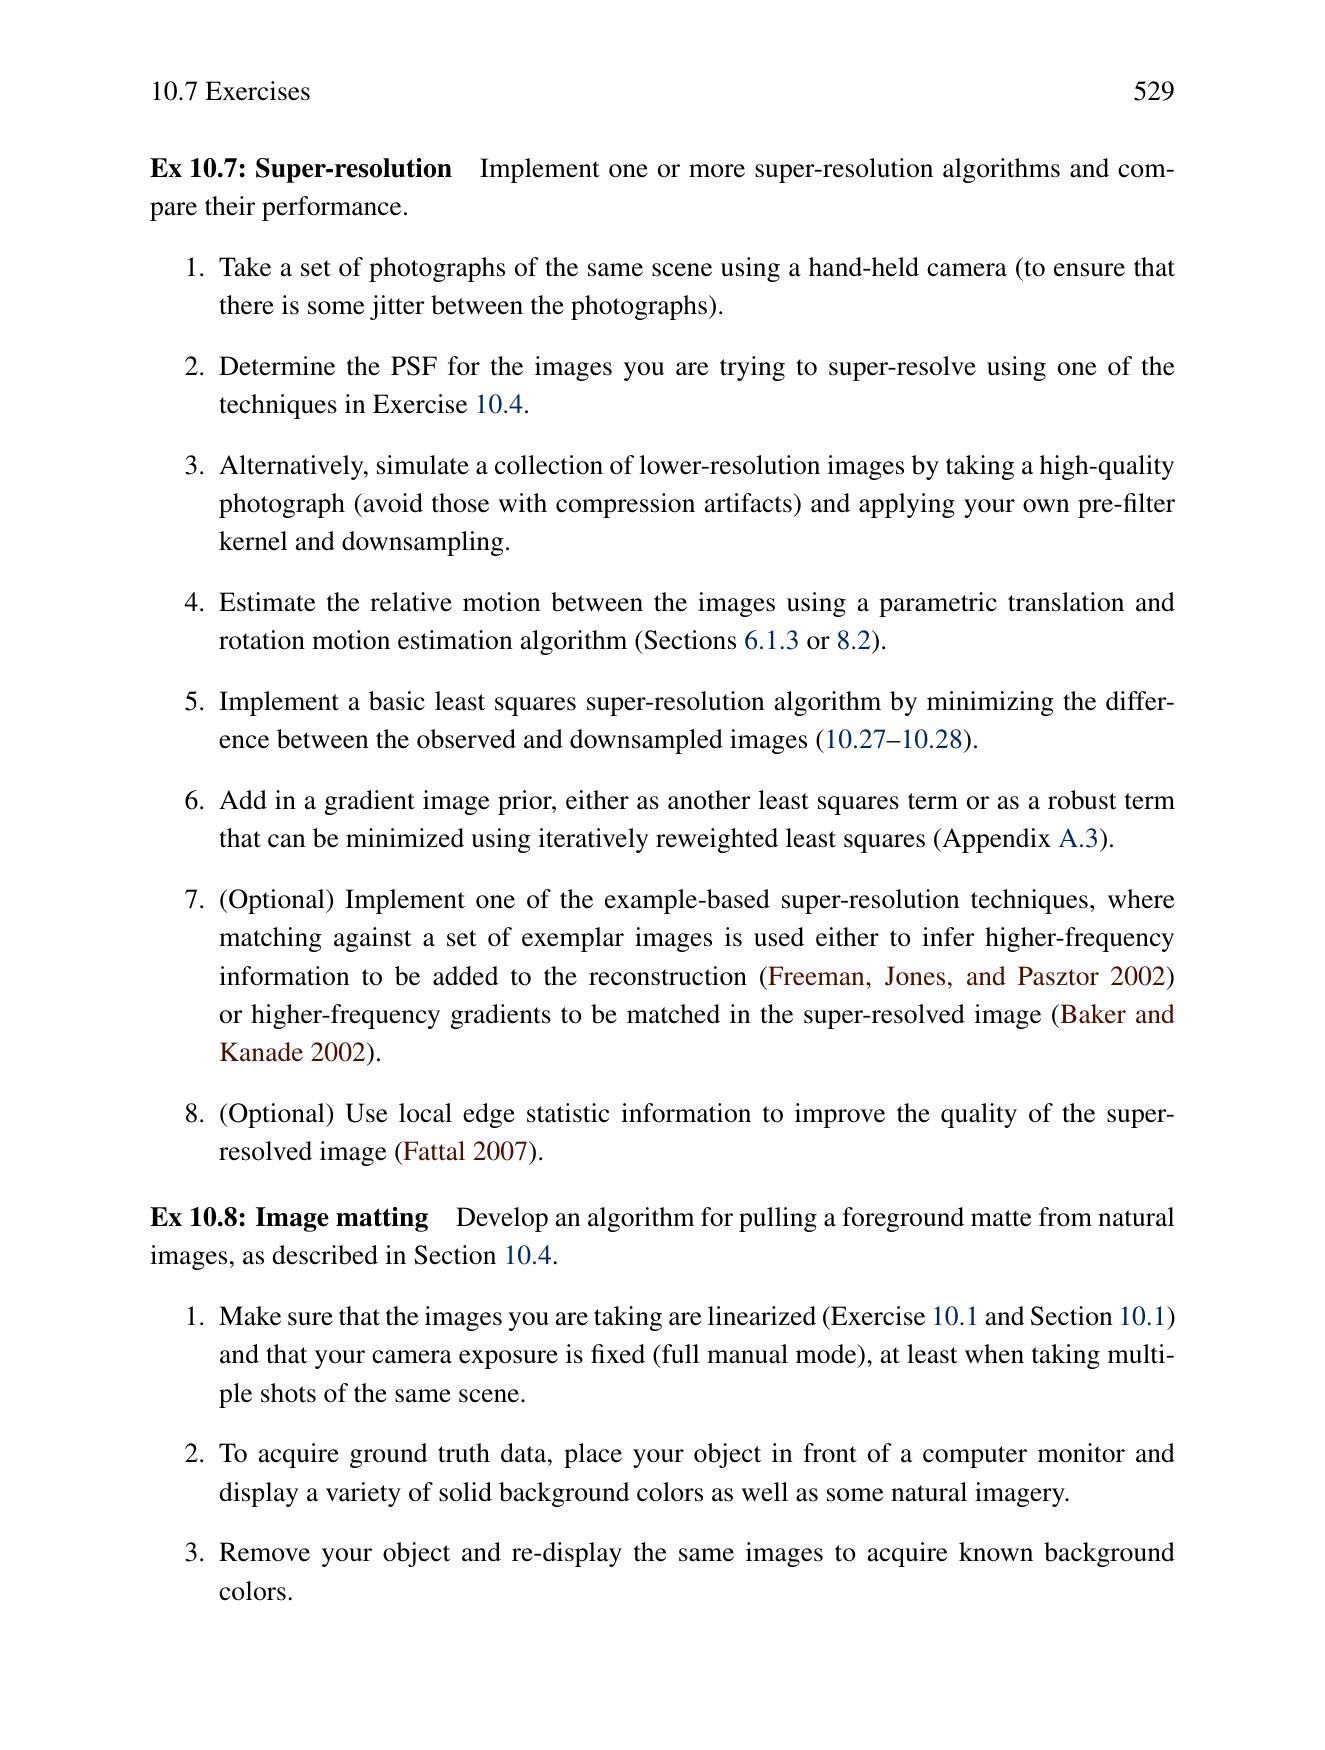 10.7 Exercises 529
Ex 10.7: Super-resolution Implement one or more super-resolution algorithms and com-
pare their performance.
1. Take a set of photographs of the same scene using a hand-held camera (to ensure that
there is some jitter between the photographs).
2. Determine the PSF for the images you are trying to super-resolve using one of the
techniques in Exercise 10.4.
3. Alternatively, simulate a collection of lower-resolution images by taking a high-quality
photograph (avoid those with compression artifacts) and applying your own pre-filter
kernel and downsampling.
4. Estimate the relative motion between the images using a parametric translation and
rotation motion estimation algorithm (Sections 6.1.3 or 8.2).
5. Implement a basic least squares super-resolution algorithm by minimizing the differ-
ence between the observed and downsampled images (10.27–10.28).
6. Add in a gradient image prior, either as another least squares term or as a robust term
that can be minimized using iteratively reweighted least squares (Appendix A.3).
7. (Optional) Implement one of the example-based super-resolution techniques, where
matching against a set of exemplar images is used either to infer higher-frequency
information to be added to the reconstruction (Freeman, Jones, and Pasztor 2002)
or higher-frequency gradients to be matched in the super-resolved image (Baker and
Kanade 2002).
8. (Optional) Use local edge statistic information to improve the quality of the super-
resolved image (Fattal 2007).
Ex 10.8: Image matting Develop an algorithm for pulling a foreground matte from natural
images, as described in Section 10.4.
1. Make sure that the images you are taking are linearized (Exercise 10.1 and Section 10.1)
and that your camera exposure is fixed (full manual mode), at least when taking multi-
ple shots of the same scene.
2. To acquire ground truth data, place your object in front of a computer monitor and
display a variety of solid background colors as well as some natural imagery.
3. Remove your object and re-display the same images to acquire known background
colors.